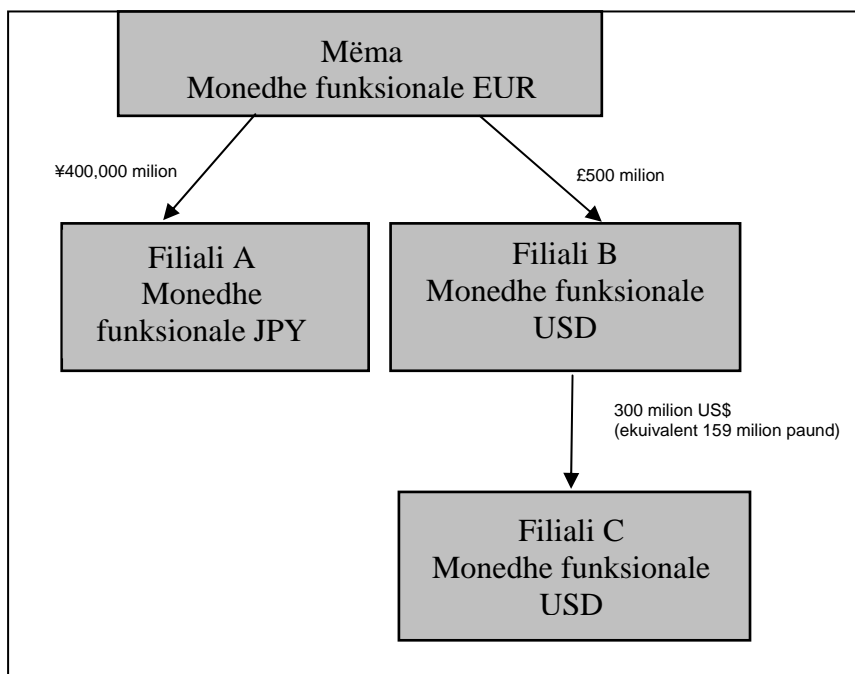 Mëma
Monedhe funksionale EUR
¥400,000 milion
£500 milion
Filiali A
Monedhe
funksionale JPY
Filiali B
Monedhe funksionale
USD
300 milion US$
(ekuivalent 159 milion paund)
Filiali C
Monedhe funksionale
USD